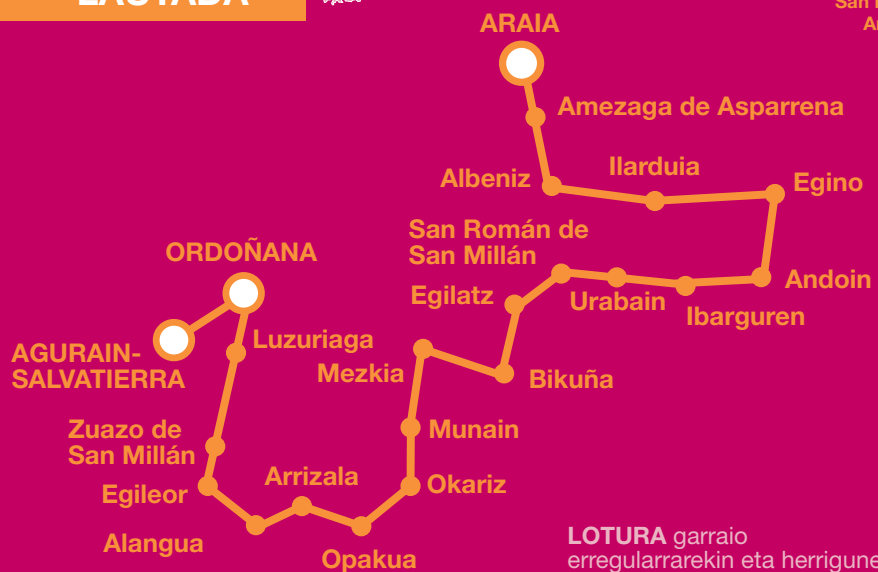 ARAIA
Amezaga de Asparrena
Albeniz
Ilarduia
Egino
Andoin
Ibarguren
Urabain
San Román de
San Millán
Egilatz
Bikuña
Mezkia
Munain
Okariz
Opakua
Arrizala
Alangua
Egileor
Zuazo de
San Millán
Luzuriaga
ORDOÑANA
AGURAIN-
SALVATIERRA
LOTURA garraio
erregularrarekin eta herrigune